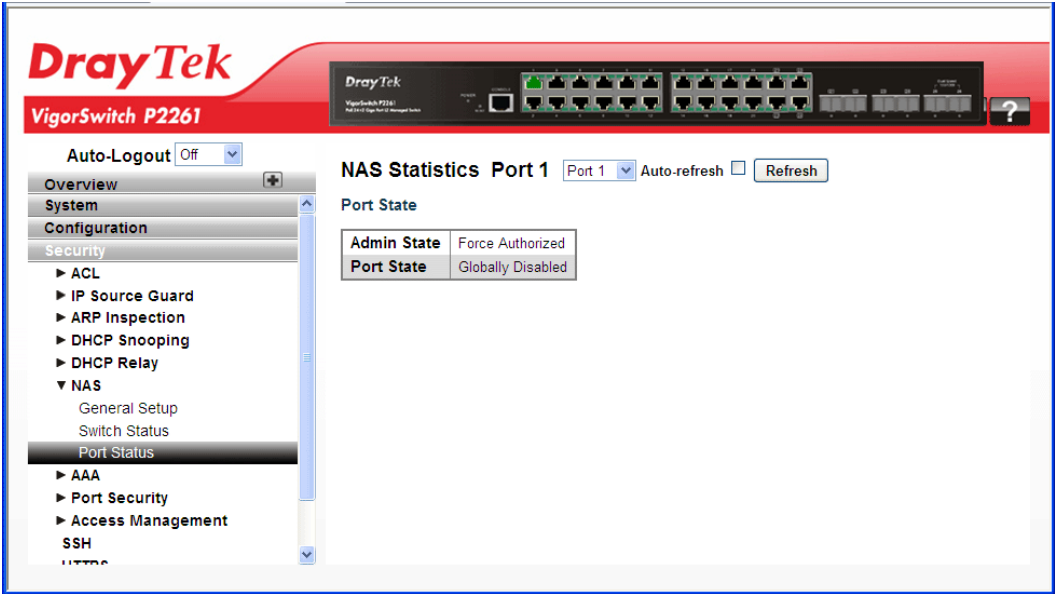 DrayTek
VigorSwitch P2261
DrayTek
VigorSwitch P2261
?
Auto-Logout Off
Overview
System
Configuration
Security
ACL
IP Source Guard
ARP Inspection
DHCP Snooping
DHCP Relay
NAS
General Setup
Switch Status
Port Status
AAA
Port Security
Access Management
SSH
HTTPS
NAS Statistics Port 1 Port 1 Auto-refresh Refresh
Port State
Admin State Force Authorized
Port State Globally Disabled